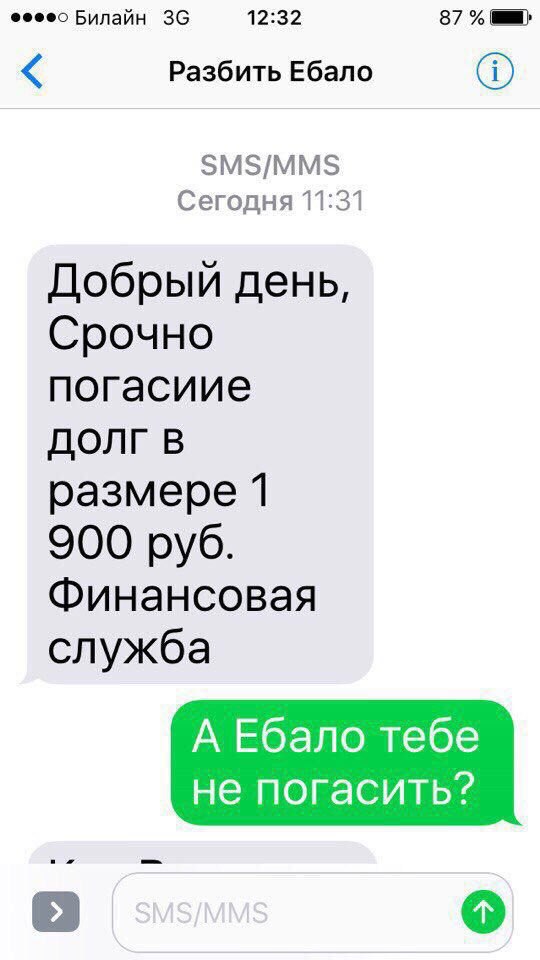 Билайн 3G 12:32 87 %
Разбить Ебало
SMS/MMS
Сегодня 11:31
Добрый день,
Срочно
погасиие
долг в
размере 1
900 руб.
Финансовая
служба
А Ебало тебе
не погасить?
SMS/MMS